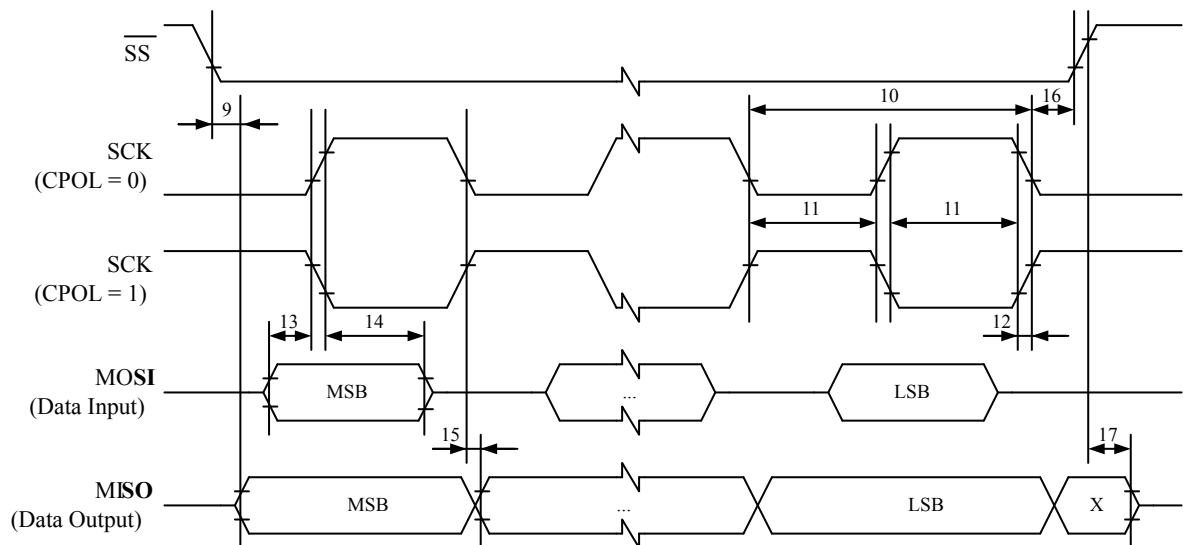 SS
9
10
16
SCK
(CPOL = 0)
11
11
SCK
(CPOL = 1)
13
14
12
MOSI
(Data Input)
MSB
...
LSB
15
17
MISO
(Data Output)
MSB
...
LSB
X